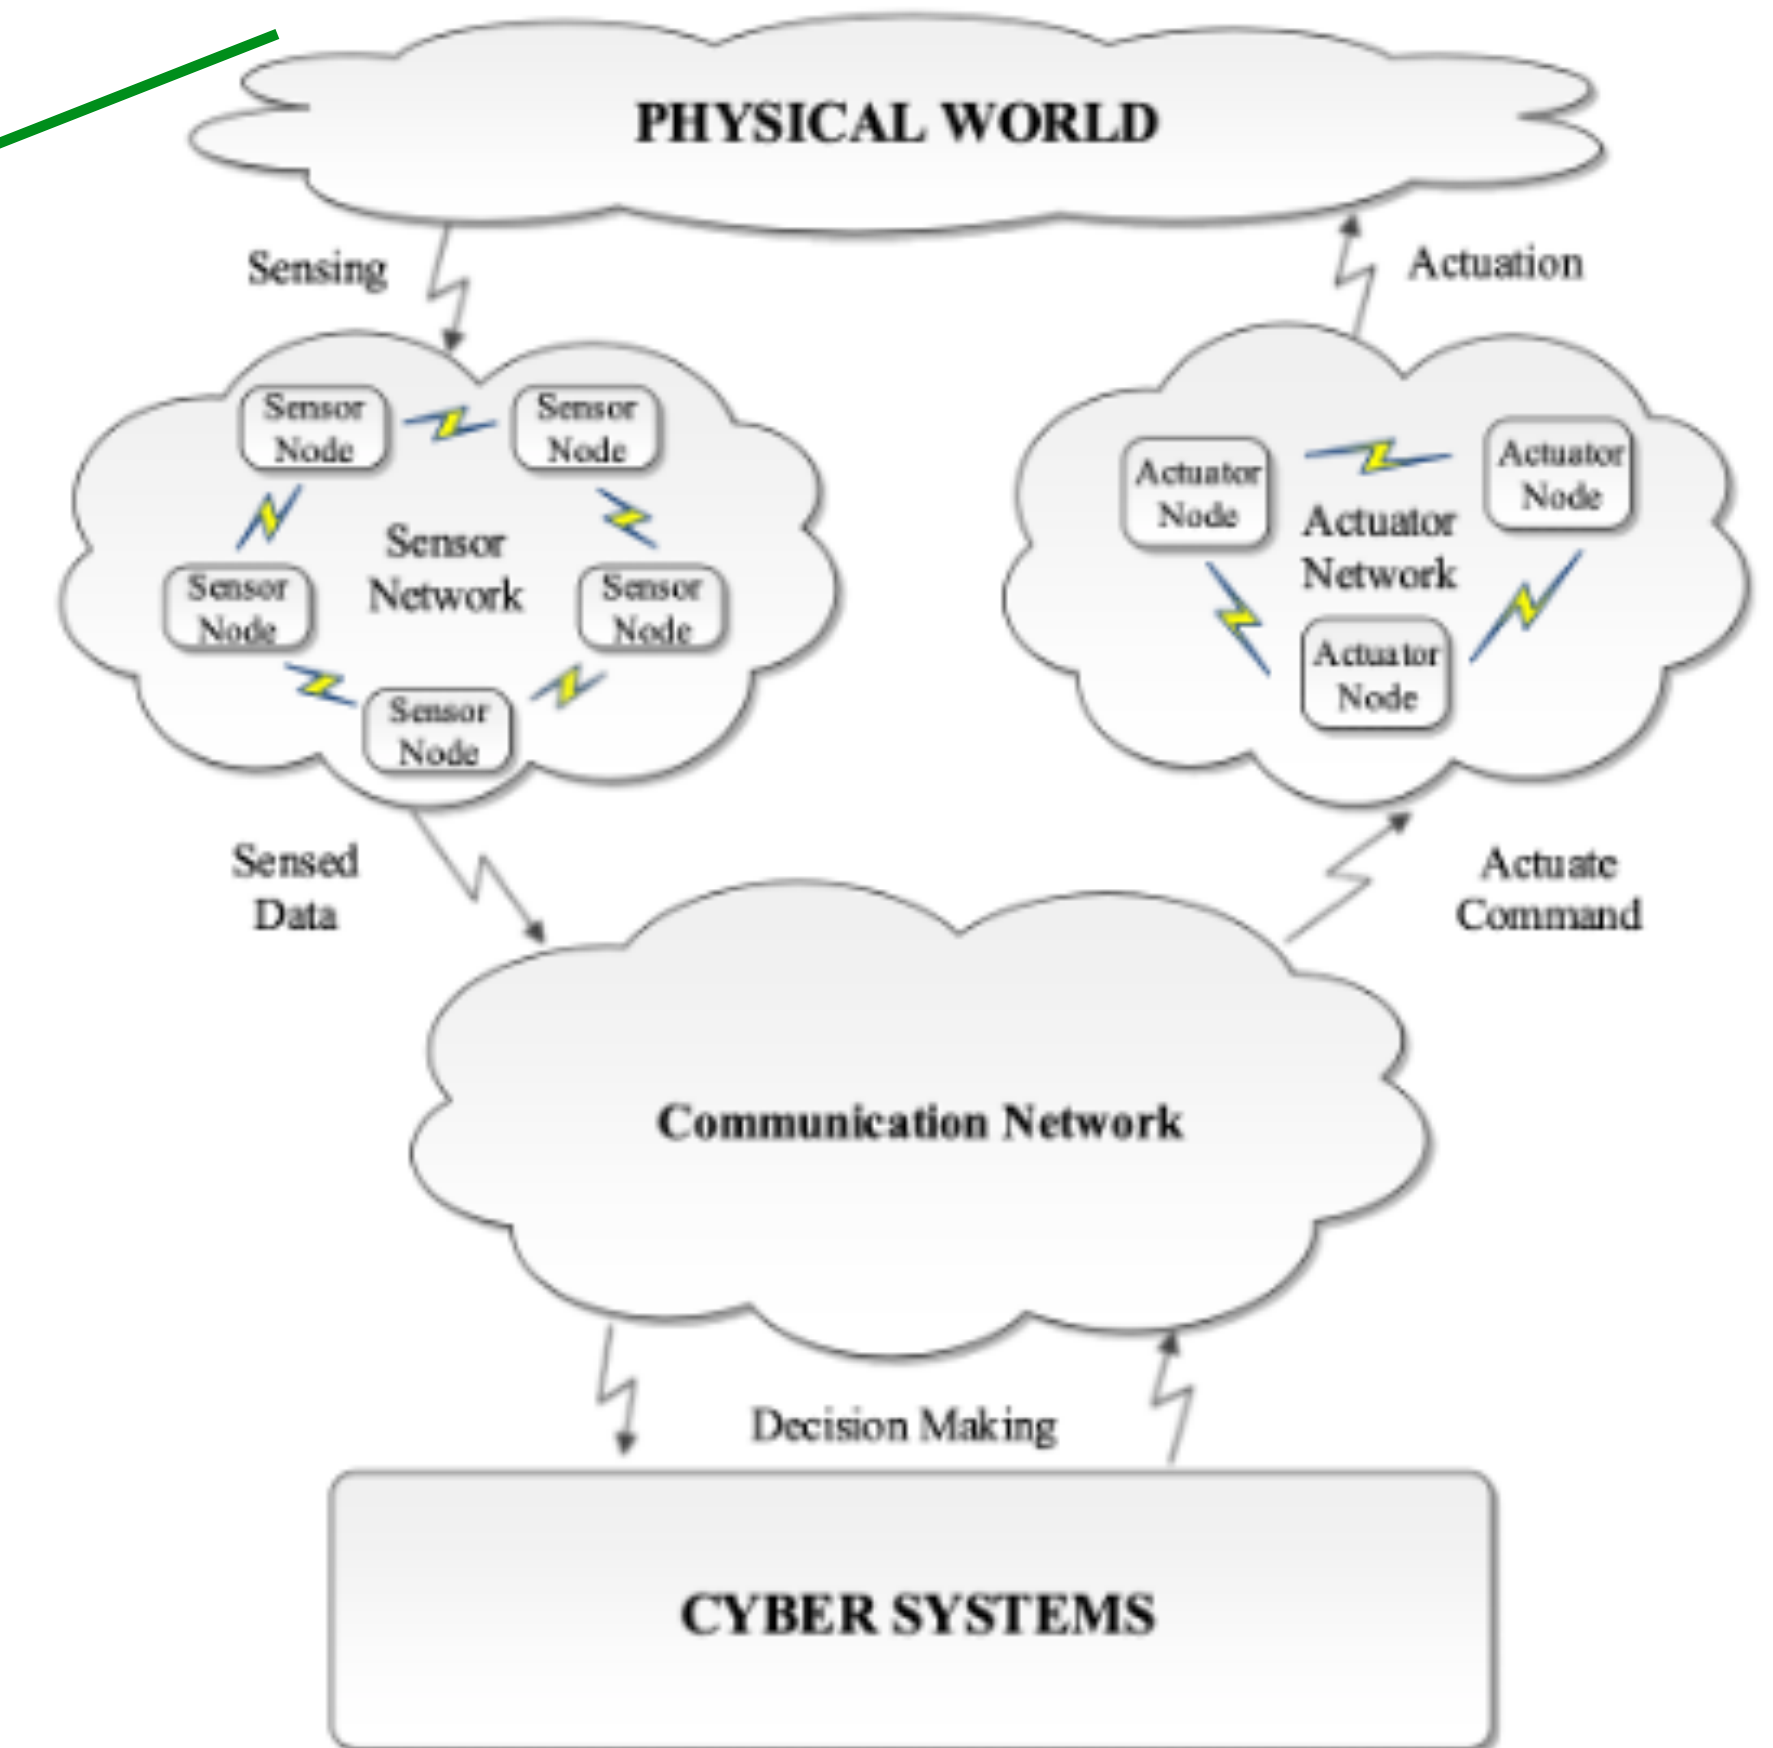 PHYSICAL WORLD
Sensing
Actuation
Sensor
Node
Sensor
Node
Sensor
Network
Sensor
Node
Sensor
Node
Sensor
Node
Actuator
Node
Actuator
Node
Actuator
Network
Actuator
Node
Sensed
Data
Actuate
Command
Communication Network
Decision Making
CYBER SYSTEMS